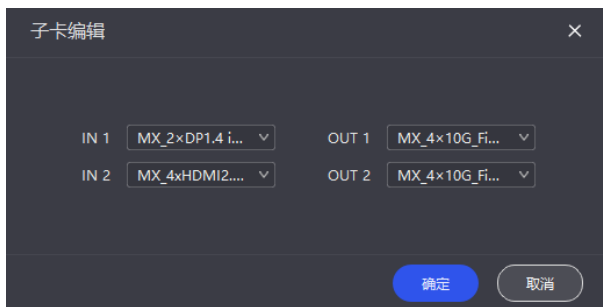 子卡编辑
IN 1 MX_2×DP1.4 i... OUT 1 MX_4×10G_Fi...
IN 2 MX_4xHDMI2.... OUT 2 MX_4×10G_Fi...
确定 取消